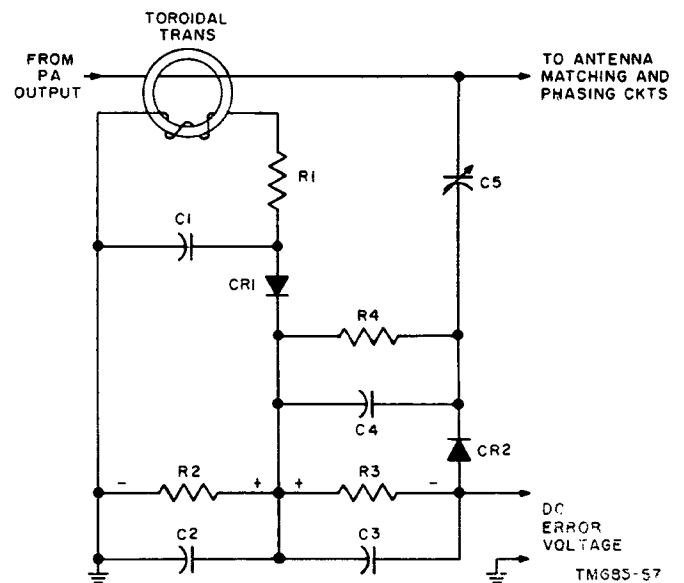 TOROIDAL
TRANS
FROM
PA
OUTPUT
TO ANTENNA
MATCHING AND
PHASING CKTS
R1
C5
C1
CR1
R4
C4
CR2
- R2 + + R3 -
C2
C3
DC
ERROR
VOLTAGE
TM685-57